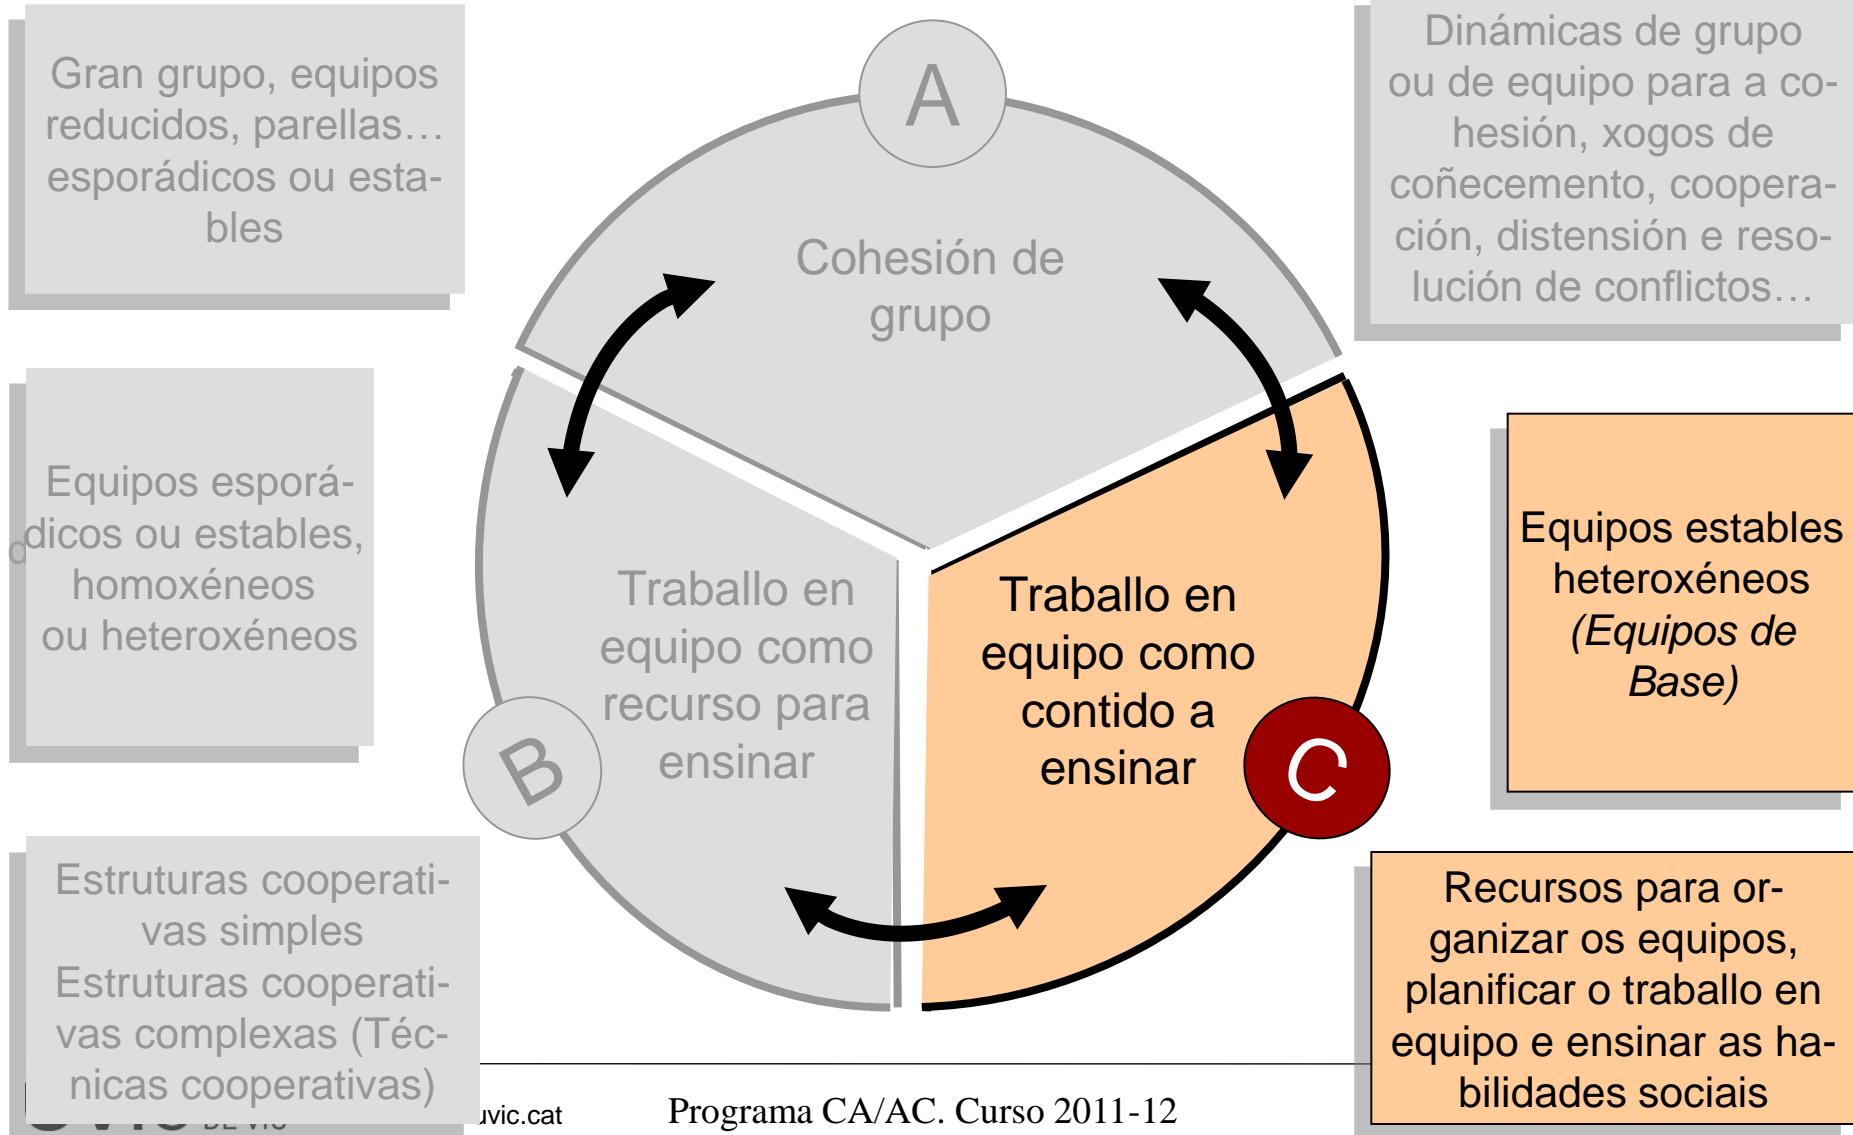 Gran grupo, equipos
reducidos, parellas…
esporádicos ou esta-
bles
A
Dinámicas de grupo
ou de equipo para a co-
hesión, xogos de
coñecemento, coopera-
ción, distensión e reso-
lución de conflictos…
Cohesión de
grupo
Equipos esporá-
dicos ou estables,
homoxéneos
ou heteroxéneos
Traballo en
equipo como
recurso para
ensinar
B
Traballo en
equipo como
contido a
ensinar
C
Equipos estables
heteroxéneos
(Equipos de
Base)
Estruturas cooperati-
vas simples
Estruturas cooperati-
vas complexas (Téc-
nicas cooperativas)
Recursos para or-
ganizar os equipos,
planificar o traballo en
equipo e ensinar as ha-
bilidades sociais
uvic.cat
Programa CA/AC. Curso 2011-12